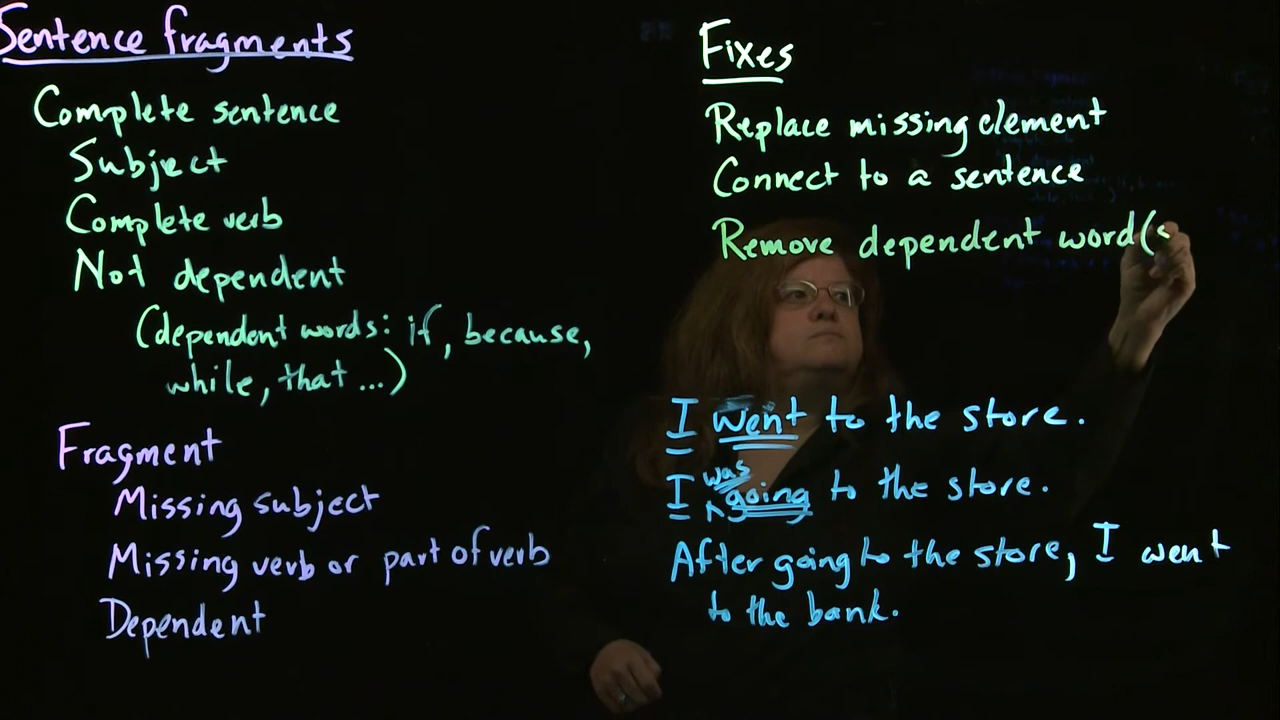 Sentence fragments
Complete sentence
Subject
Complete verb
Not dependent
(dependent words: if, because,
while, that ...)
Fragment
Missing subject
Missing verb or part of verb
Dependent
Fixes
Replace missing element
Connect to a sentence
Remove dependent word(s
I went to the store.
was
I ^ going to the store.
After going to the store, I went
to the bank.